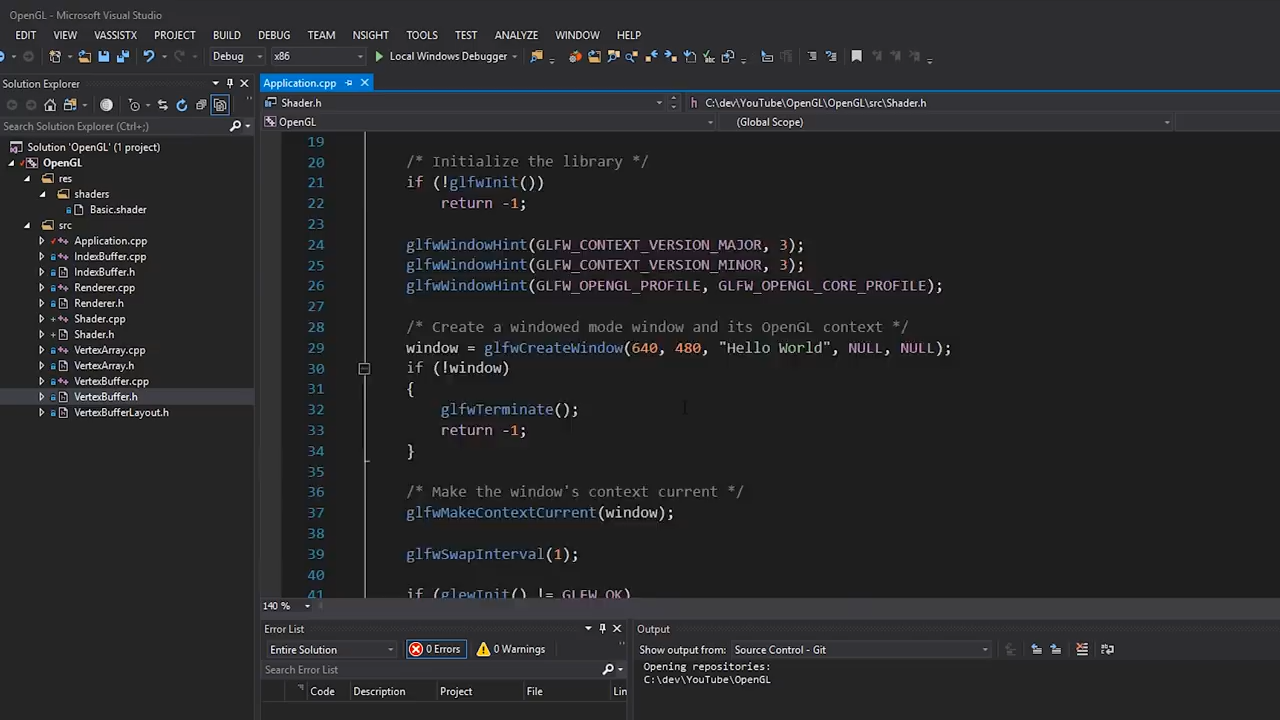 OpenGL - Microsoft Visual Studio
EDIT VIEW VASSISTX PROJECT BUILD DEBUG TEAM NSIGHT TOOLS TEST ANALYZE WINDOW HELP
Debug x86 Local Windows Debugger
Solution Explorer
Search Solution Explorer (Ctrl+;)
Solution 'OpenGL' (1 project)
OpenGL
res
shaders
Basic.shader
src
Application.cpp
IndexBuffer.cpp
IndexBuffer.h
Renderer.cpp
Renderer.h
Shader.cpp
Shader.h
VertexArray.cpp
VertexArray.h
VertexBuffer.cpp
VertexBuffer.h
VertexBufferLayout.h
Application.cpp
Shader.h C:\dev\YouTube\OpenGL\OpenGL\src\Shader.h
OpenGL (Global Scope)
19
20 /* Initialize the library */
21 if (!glfwInit())
22 return -1;
23
24 glfwWindowHint(GLFW_CONTEXT_VERSION_MAJOR, 3);
25 glfwWindowHint(GLFW_CONTEXT_VERSION_MINOR, 3);
26 glfwWindowHint(GLFW_OPENGL_PROFILE, GLFW_OPENGL_CORE_PROFILE);
27
28 /* Create a windowed mode window and its OpenGL context */
29 window = glfwCreateWindow(640, 480, "Hello World", NULL, NULL);
30 if (!window)
31 {
32 glfwTerminate();
33 return -1;
34 }
35
36 /* Make the window's context current */
37 glfwMakeContextCurrent(window);
38
39 glfwSwapInterval(1);
40
41 if (glewInit() != GLEW_OK)
140 %
Error List
Entire Solution 0 Errors 0 Warnings
Search Error List
Code Description Project File Lin
Output
Show output from: Source Control - Git
Opening repositories:
C:\dev\YouTube\OpenGL